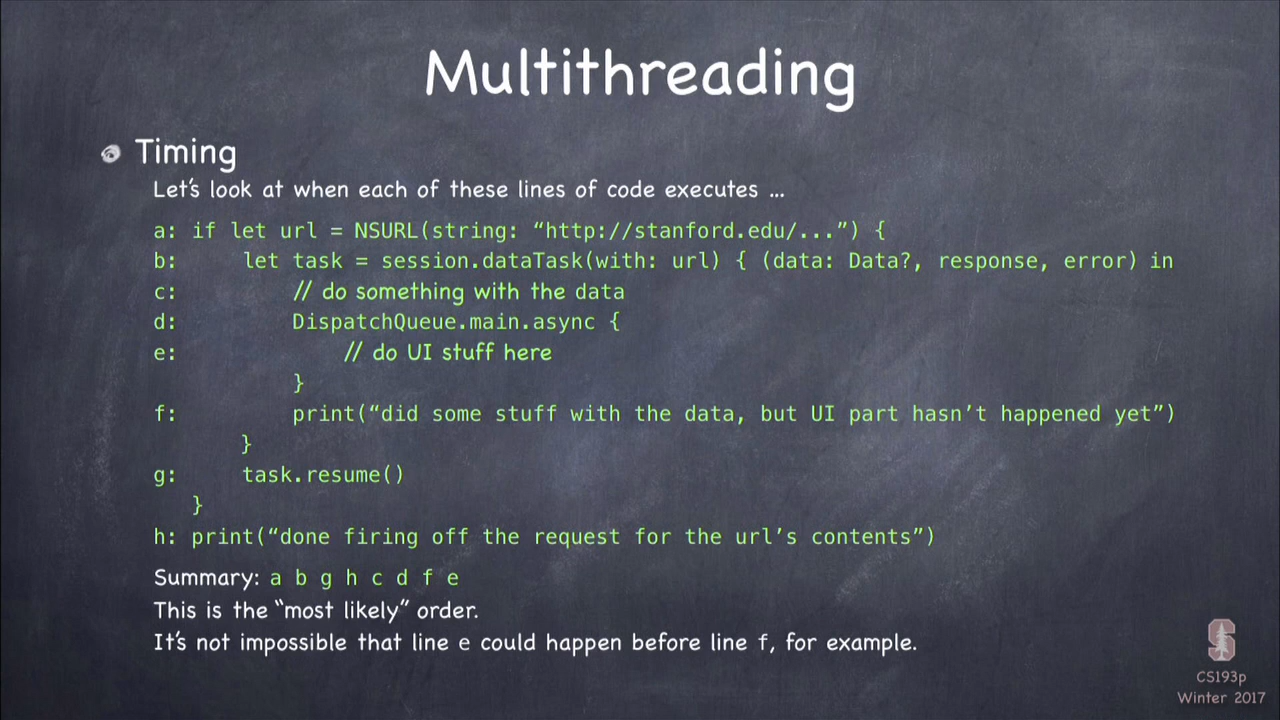 Multithreading
Timing
Let's look at when each of these lines of code executes ...
a: if let url = NSURL(string: “http://stanford.edu/...”) {
b: let task = session.dataTask(with: url) { (data: Data?, response, error) in
c: // do something with the data
d: DispatchQueue.main.async {
e: // do UI stuff here
}
f: print(“did some stuff with the data, but UI part hasn’t happened yet”)
}
g: task.resume()
}
h: print(“done firing off the request for the url’s contents”)
Summary: a b g h c d f e
This is the “most likely” order.
It's not impossible that line e could happen before line f, for example.
S
CS193p
Winter 2017